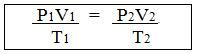 P1V1 = P2V2
T1 T2